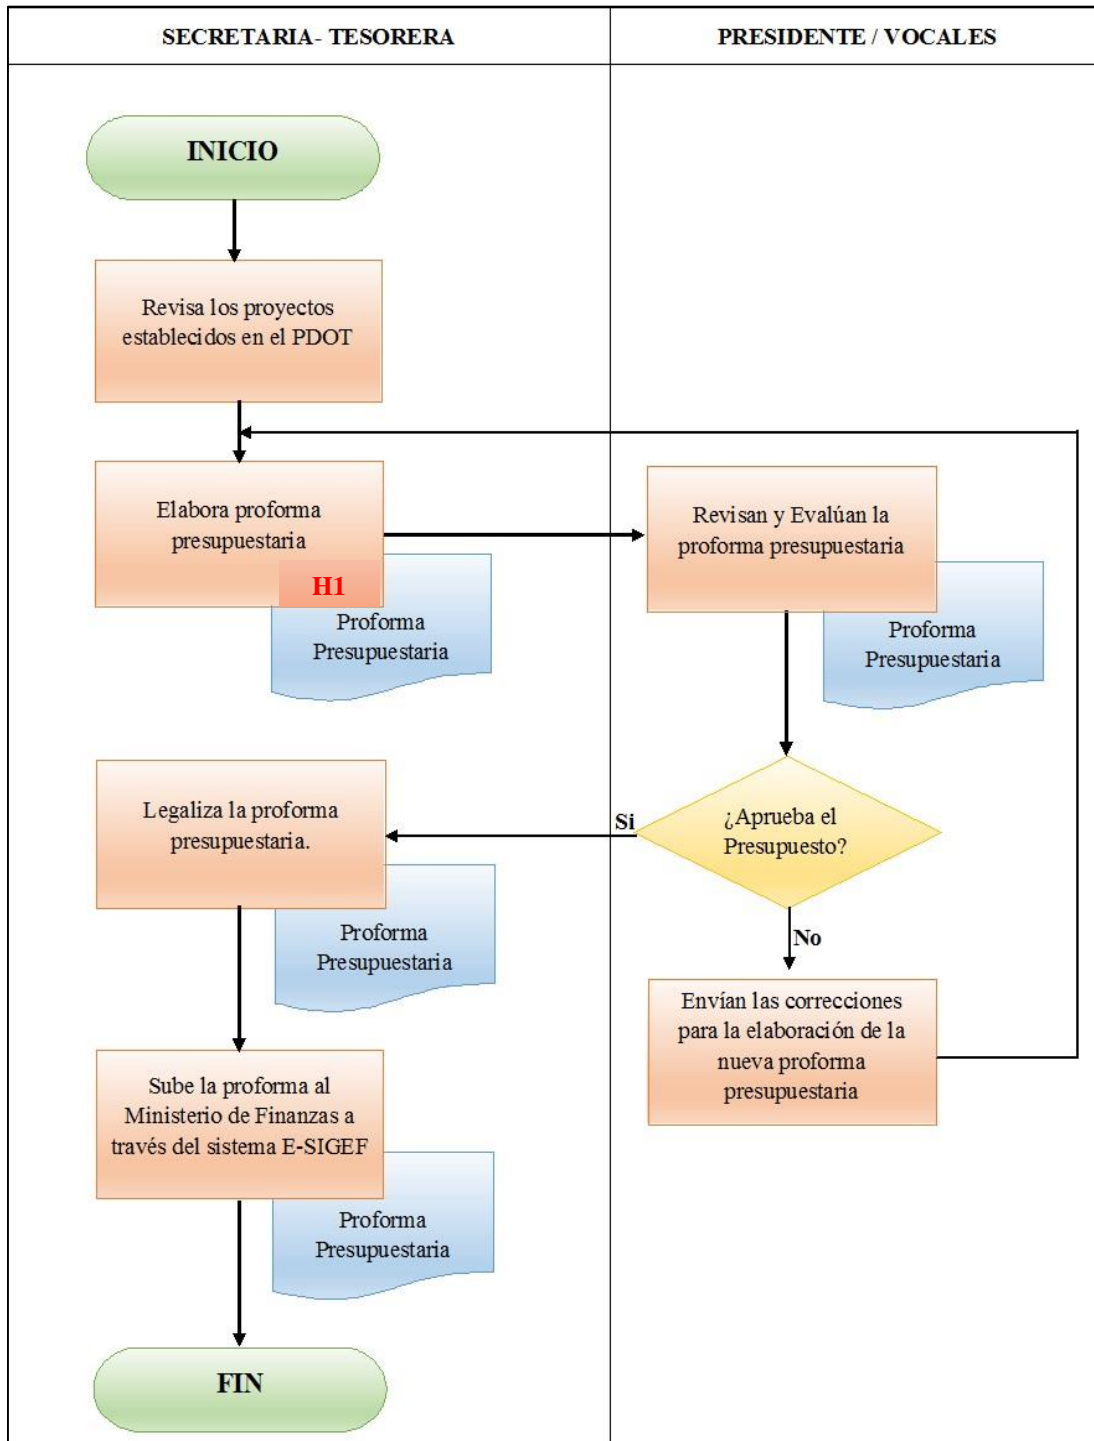 SECRETARIA- TESORERA
PRESIDENTE / VOCALES
INICIO
Revisa los proyectos
establecidos en el PDOT
Elabora proforma
presupuestaria
H1
Proforma
Presupuestaria
Revisan y Evalúan la
proforma presupuestaria
Proforma
Presupuestaria
¿Aprueba el
Presupuesto?
Si
No
Legaliza la proforma
presupuestaria.
Proforma
Presupuestaria
Envían las correcciones
para la elaboración de la
nueva proforma
presupuestaria
Sube la proforma al
Ministerio de Finanzas a
través del sistema E-SIGEF
Proforma
Presupuestaria
FIN